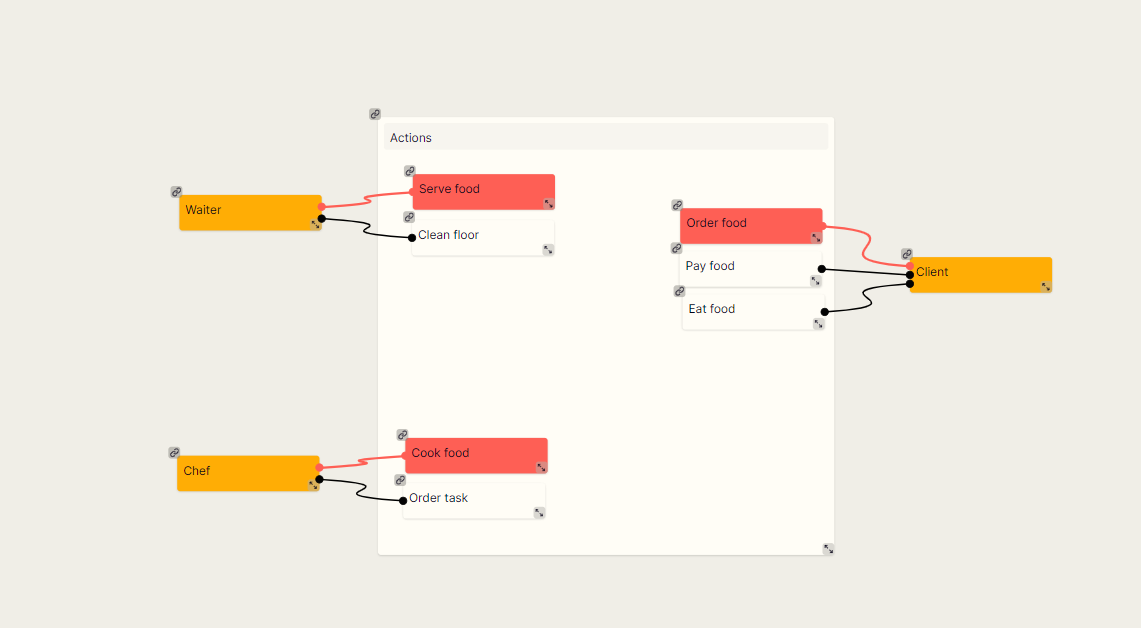 Actions
Waiter
Serve food
Clean floor
Order food
Pay food
Eat food
Client
Chef
Cook food
Order task